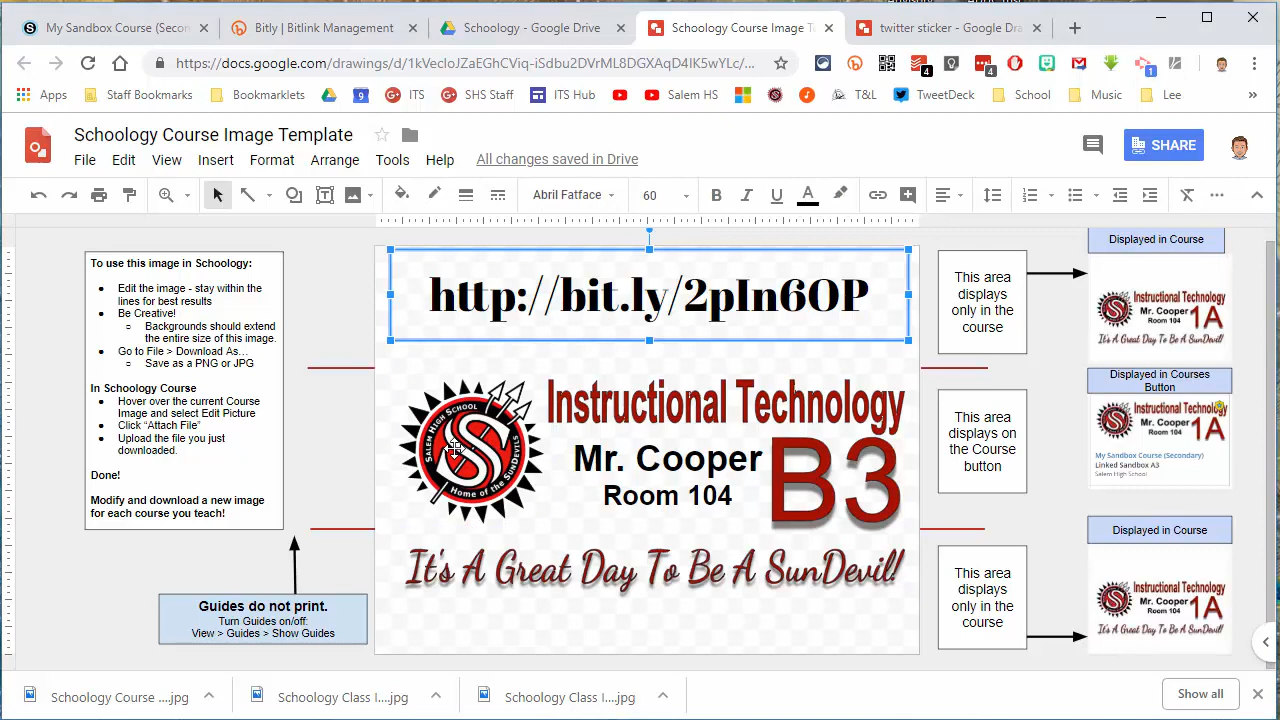 My Sandbox Course (Secon
Bitly | Bitlink Management
Schoology - Google Drive
Schoology Course Image T
twitter sticker - Google Dra
https://docs.google.com/drawings/d/1kVecIoJZaEGhCViq-iSdbu2DVrML8DGXAqD4IK5wYLc/...
4
4
1
Apps
Staff Bookmarks
Bookmarklets
9
ITS
SHS Staff
ITS Hub
Salem HS
T&L
TweetDeck
School
Music
Lee
»
Schoology Course Image Template
File Edit View Insert Format Arrange Tools Help
All changes saved in Drive
SHARE
Abril Fatface
60
B I U A
http://bit.ly/2pIn6OP
To use this image in Schoology:
• Edit the image - stay within the
lines for best results
• Be Creative!
○ Backgrounds should extend
the entire size of this image.
• Go to File > Download As…
○ Save as a PNG or JPG
In Schoology Course
• Hover over the current Course
Image and select Edit Picture
• Click "Attach File"
• Upload the file you just
downloaded.
Done!
Modify and download a new image
for each course you teach!
Guides do not print.
Turn Guides on/off:
View > Guides > Show Guides
SALEM HIGH SCHOOL
S
Home of the SUNDEVILS
Instructional Technology
Mr. Cooper
Room 104
B3
It's A Great Day To Be A SunDevil!
This area
displays
only in the
course
This area
displays on
the Course
button
This area
displays
only in the
course
Displayed in Course
Instructional Technology
Mr. Cooper
Room 104
1A
It's A Great Day To Be A SunDevil!
Displayed in Courses
Button
Instructional Technology
Mr. Cooper
Room 104
1A
My Sandbox Course (Secondary)
Linked Sandbox A3
Salem High School
Displayed in Course
Instructional Technology
Mr. Cooper
Room 104
1A
It's A Great Day To Be A SunDevil!
Schoology Course ....jpg
Schoology Class I....jpg
Schoology Class I....jpg
Show all